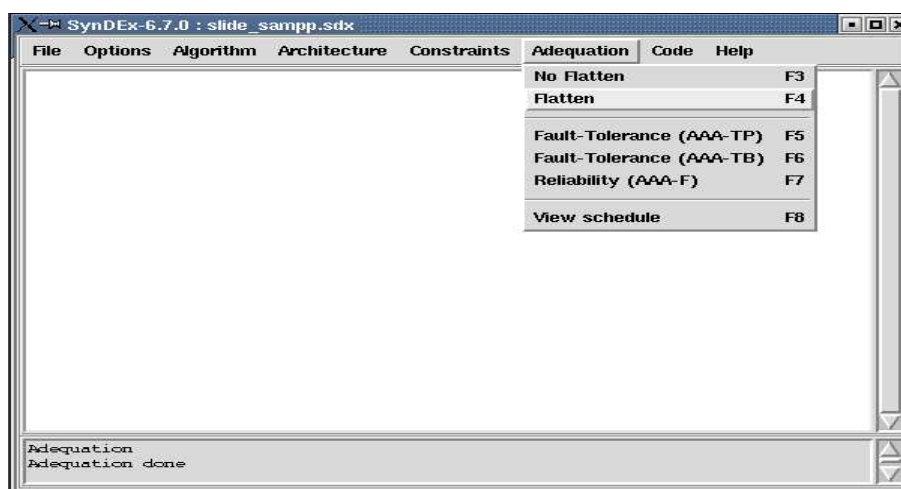 SynDEx-6.7.0 : slide_sampp.sdx
File Options Algorithm Architecture Constraints Adequation Code Help
No Flatten F3
Flatten F4
Fault-Tolerance (AAA-TP) F5
Fault-Tolerance (AAA-TB) F6
Reliability (AAA-F) F7
View schedule F8
Adequation
Adequation done